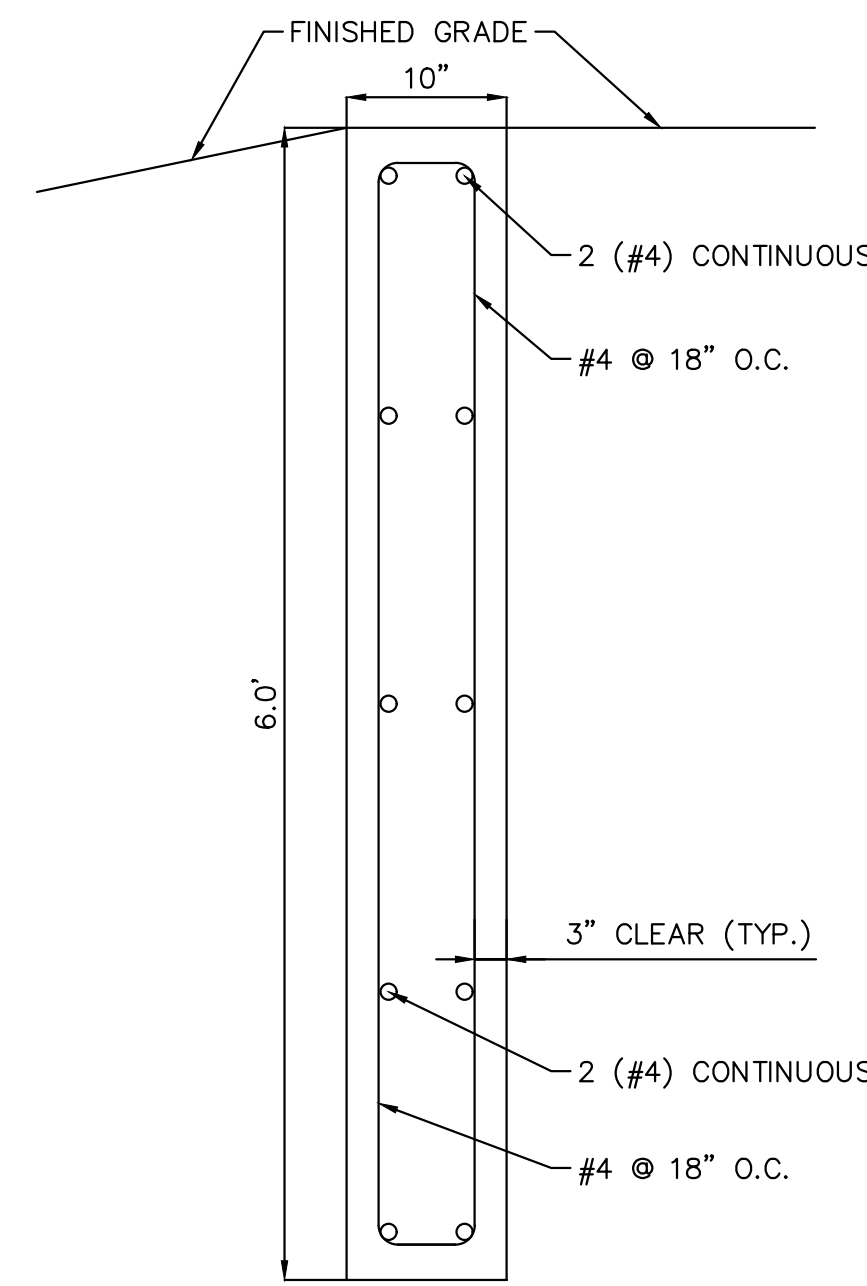 FINISHED GRADE
10"
2 (#4) CONTINUOUS
#4 @ 18" O.C.
6.0'
3" CLEAR (TYP.)
2 (#4) CONTINUOUS
#4 @ 18" O.C.